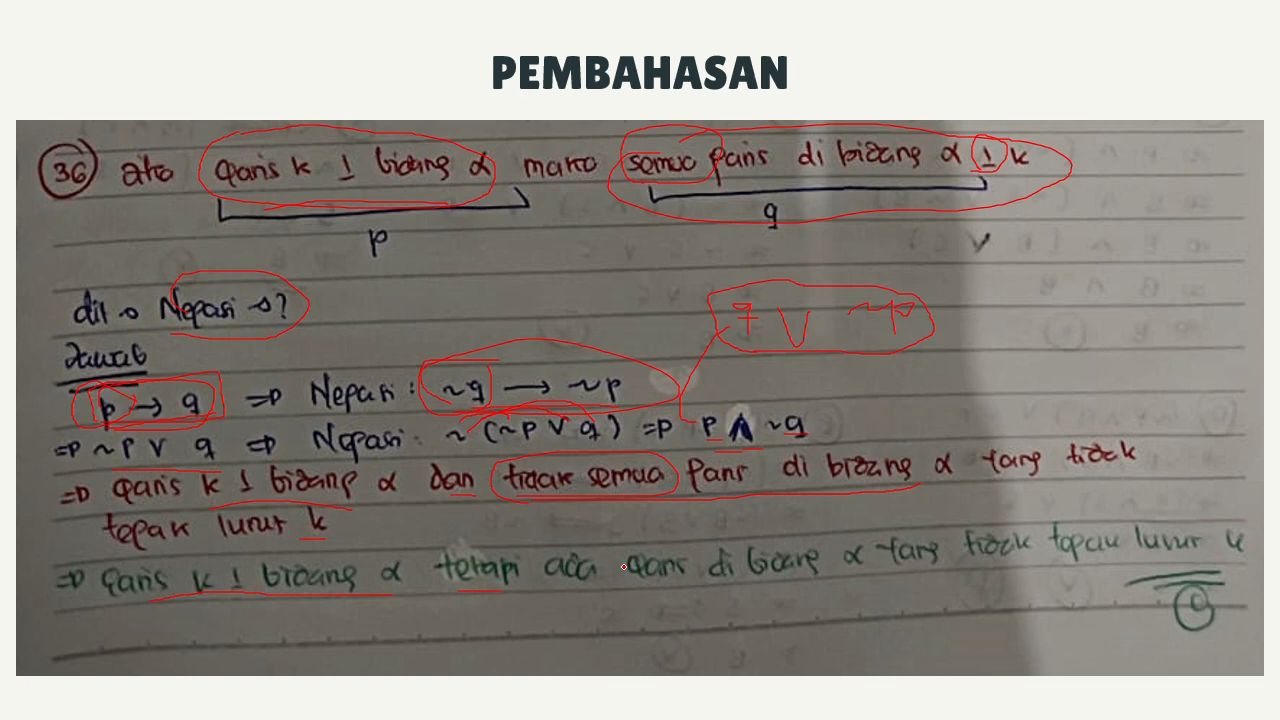 PEMBAHASAN
36 Jika garis k ⊥ bidang α maka semua garis di bidang α ⊥ k
p q
dit → Negasi → ?
Jawab
p → q ⇒ Negasi : ~q → ~p
q V ~p
⇒ ~p V q ⇒ Negasi : ~(~p V q) ⇒ p Λ ~q
⇒ garis k ⊥ bidang α dan tidak semua garis di bidang α yang tidak
tegak lurus k
⇒ garis k ⊥ bidang α tetapi ada garis di bidang α yang tidak tegak lurus k